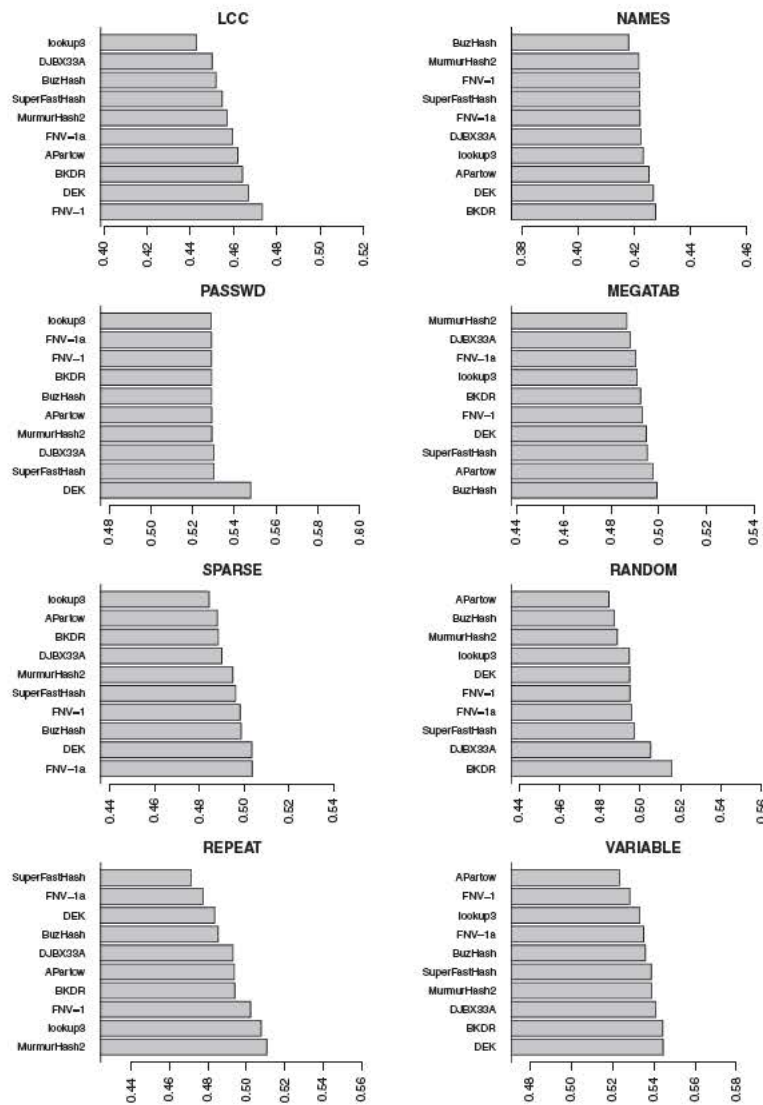 LCC
lookup3
DJBX33A
BuzHash
SuperFastHash
MurmurHash2
FNV-1a
APartow
BKDR
DEK
FNV-1
0.40 0.42 0.44 0.46 0.48 0.50 0.52
NAMES
BuzHash
MurmurHash2
FNV-1
SuperFastHash
FNV-1a
DJBX33A
lookup3
APartow
DEK
BKDR
0.38 0.40 0.42 0.44 0.46
PASSWD
lookup3
FNV-1a
FNV-1
BKDR
BuzHash
APartow
MurmurHash2
DJBX33A
SuperFastHash
DEK
0.48 0.50 0.52 0.54 0.56 0.58 0.60
MEGATAB
MurmurHash2
DJBX33A
FNV-1a
lookup3
BKDR
FNV-1
DEK
SuperFastHash
APartow
BuzHash
0.44 0.46 0.48 0.50 0.52 0.54
SPARSE
lookup3
APartow
BKDR
DJBX33A
MurmurHash2
SuperFastHash
FNV-1
BuzHash
DEK
FNV-1a
0.44 0.46 0.48 0.50 0.52 0.54
RANDOM
APartow
BuzHash
MurmurHash2
lookup3
DEK
FNV-1
FNV-1a
SuperFastHash
DJBX33A
BKDR
0.44 0.46 0.48 0.50 0.52 0.54 0.56
REPEAT
SuperFastHash
FNV-1a
DEK
BuzHash
DJBX33A
APartow
BKDR
FNV-1
lookup3
MurmurHash2
0.44 0.46 0.48 0.50 0.52 0.54 0.56
VARIABLE
APartow
FNV-1
lookup3
FNV-1a
BuzHash
SuperFastHash
MurmurHash2
DJBX33A
BKDR
DEK
0.48 0.50 0.52 0.54 0.56 0.58